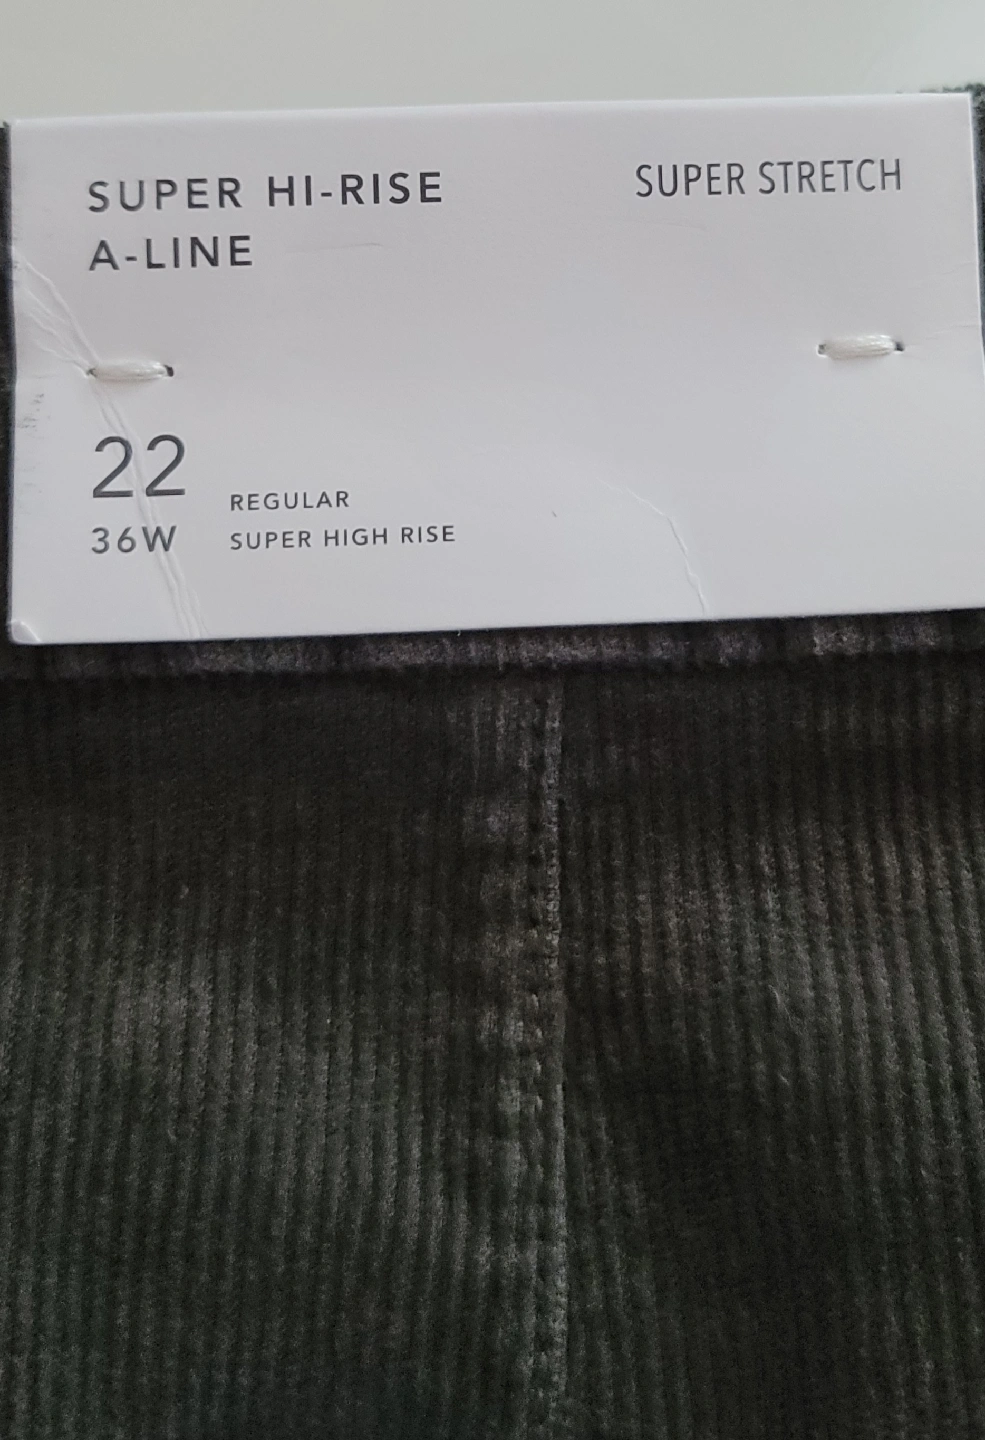 SUPER HI-RISE
A-LINE
SUPER STRETCH
22
REGULAR
36W
SUPER HIGH RISE